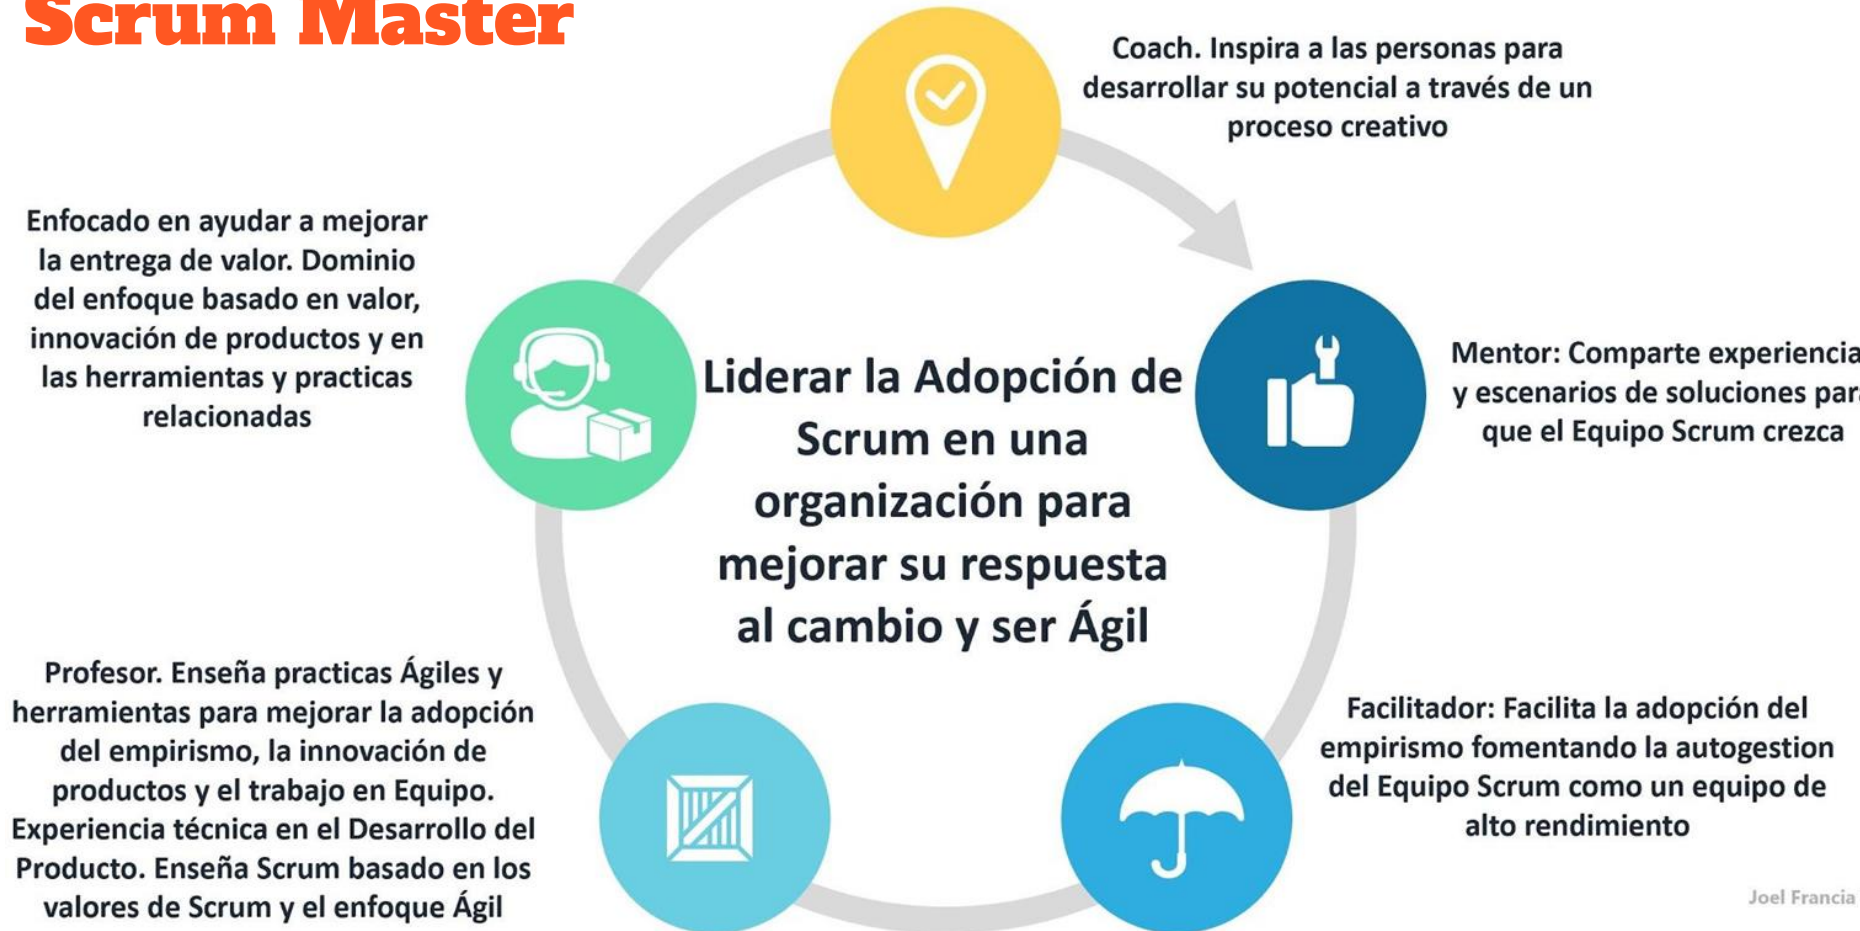 Scrum Master
Coach. Inspira a las personas para
desarrollar su potencial a través de un
proceso creativo
Mentor: Comparte experiencia
y escenarios de soluciones para
que el Equipo Scrum crezca
Facilitador: Facilita la adopción del
empirismo fomentando la autogestion
del Equipo Scrum como un equipo de
alto rendimiento
Profesor. Enseña practicas Ágiles y
herramientas para mejorar la adopción
del empirismo, la innovación de
productos y el trabajo en Equipo.
Experiencia técnica en el Desarrollo del
Producto. Enseña Scrum basado en los
valores de Scrum y el enfoque Ágil
Enfocado en ayudar a mejorar
la entrega de valor. Dominio
del enfoque basado en valor,
innovación de productos y en
las herramientas y practicas
relacionadas
Liderar la Adopción de
Scrum en una
organización para
mejorar su respuesta
al cambio y ser Ágil
Joel Francia